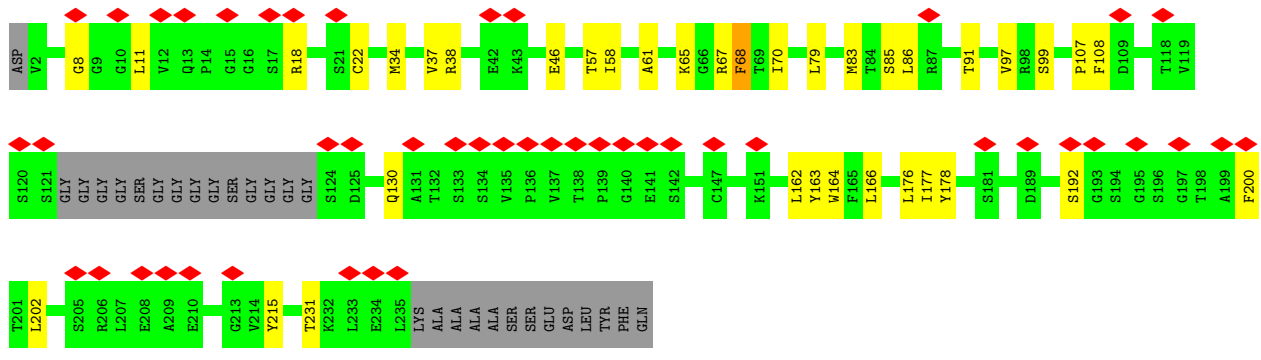 ASP V2 G8 G9 G10 L11 V12 Q13 P14 G15 G16 S17 R18 S21 C22 M34 V37 R38 E42 K43 E46 T57 I58 A61 K65 G66 R67 F68 T69 I70 L79 M83 T84 S85 L86 R87 T91 V97 R98 S99 P107 F108 D109 T118 V119
S120 S121 GLY GLY GLY GLY SER GLY GLY GLY GLY SER GLY GLY GLY GLY S124 D125 Q130 A131 T132 S133 S134 V135 P136 V137 T138 P139 G140 E141 S142 C147 K151 L162 Y163 W164 F165 L166 L176 I177 Y178 S181 D189 S192 G193 S194 G195 S196 G197 T198 A199 F200
T201 L202 S205 R206 L207 E208 A209 E210 G213 V214 Y215 T231 K232 L233 E234 L235 LYS ALA ALA ALA ALA SER SER GLU ASP LEU TYR PHE GLN